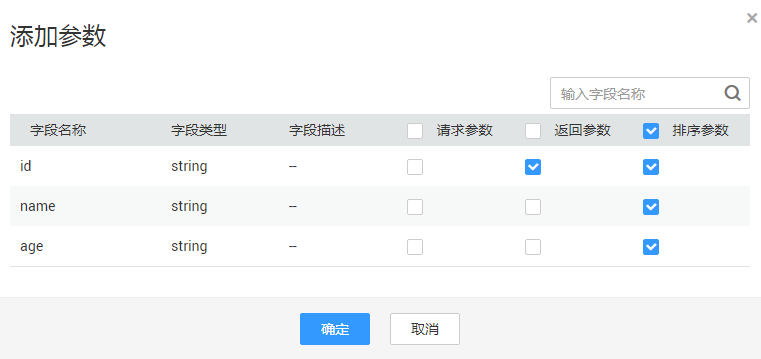 添加参数
输入字段名称
字段名称 字段类型 字段描述 请求参数 返回参数 排序参数
id string --
name string --
age string --
确定 取消